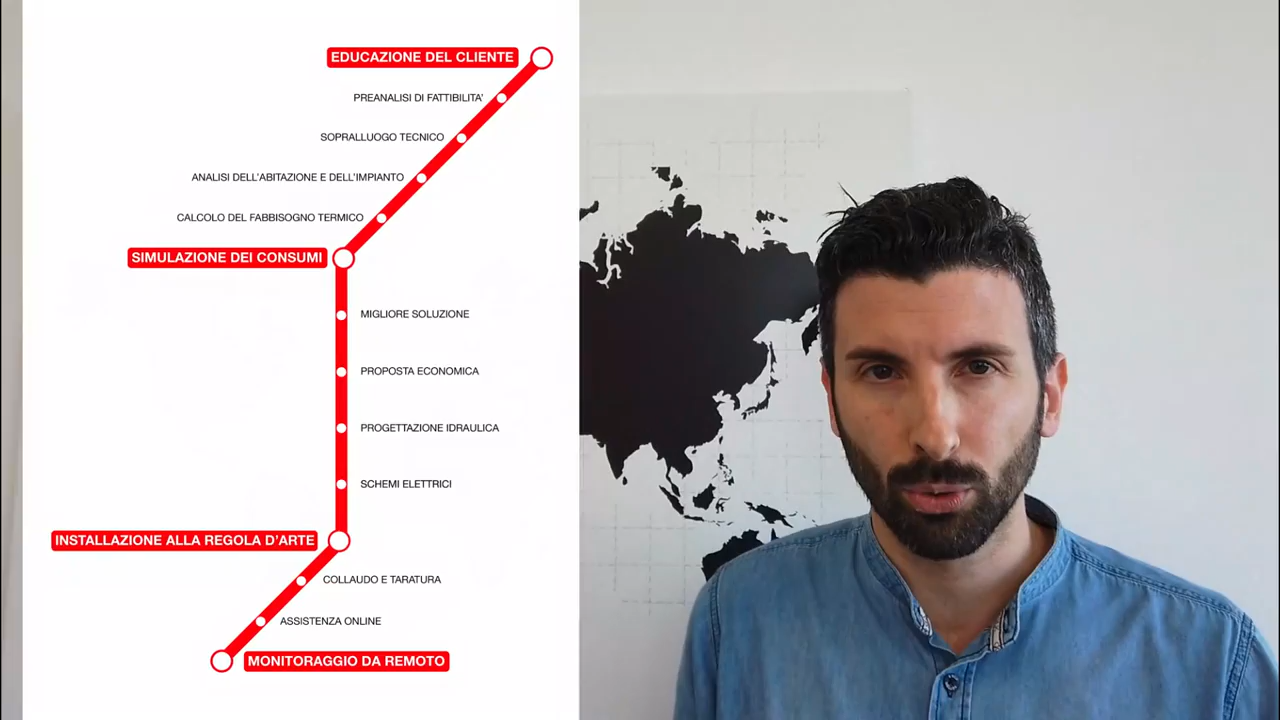 EDUCAZIONE DEL CLIENTE
PREANALISI DI FATTIBILITA'
SOPRALLUOGO TECNICO
ANALISI DELL'ABITAZIONE E DELL'IMPIANTO
CALCOLO DEL FABBISOGNO TERMICO
SIMULAZIONE DEI CONSUMI
MIGLIORE SOLUZIONE
PROPOSTA ECONOMICA
PROGETTAZIONE IDRAULICA
SCHEMI ELETTRICI
INSTALLAZIONE ALLA REGOLA D'ARTE
COLLAUDO E TARATURA
ASSISTENZA ONLINE
MONITORAGGIO DA REMOTO